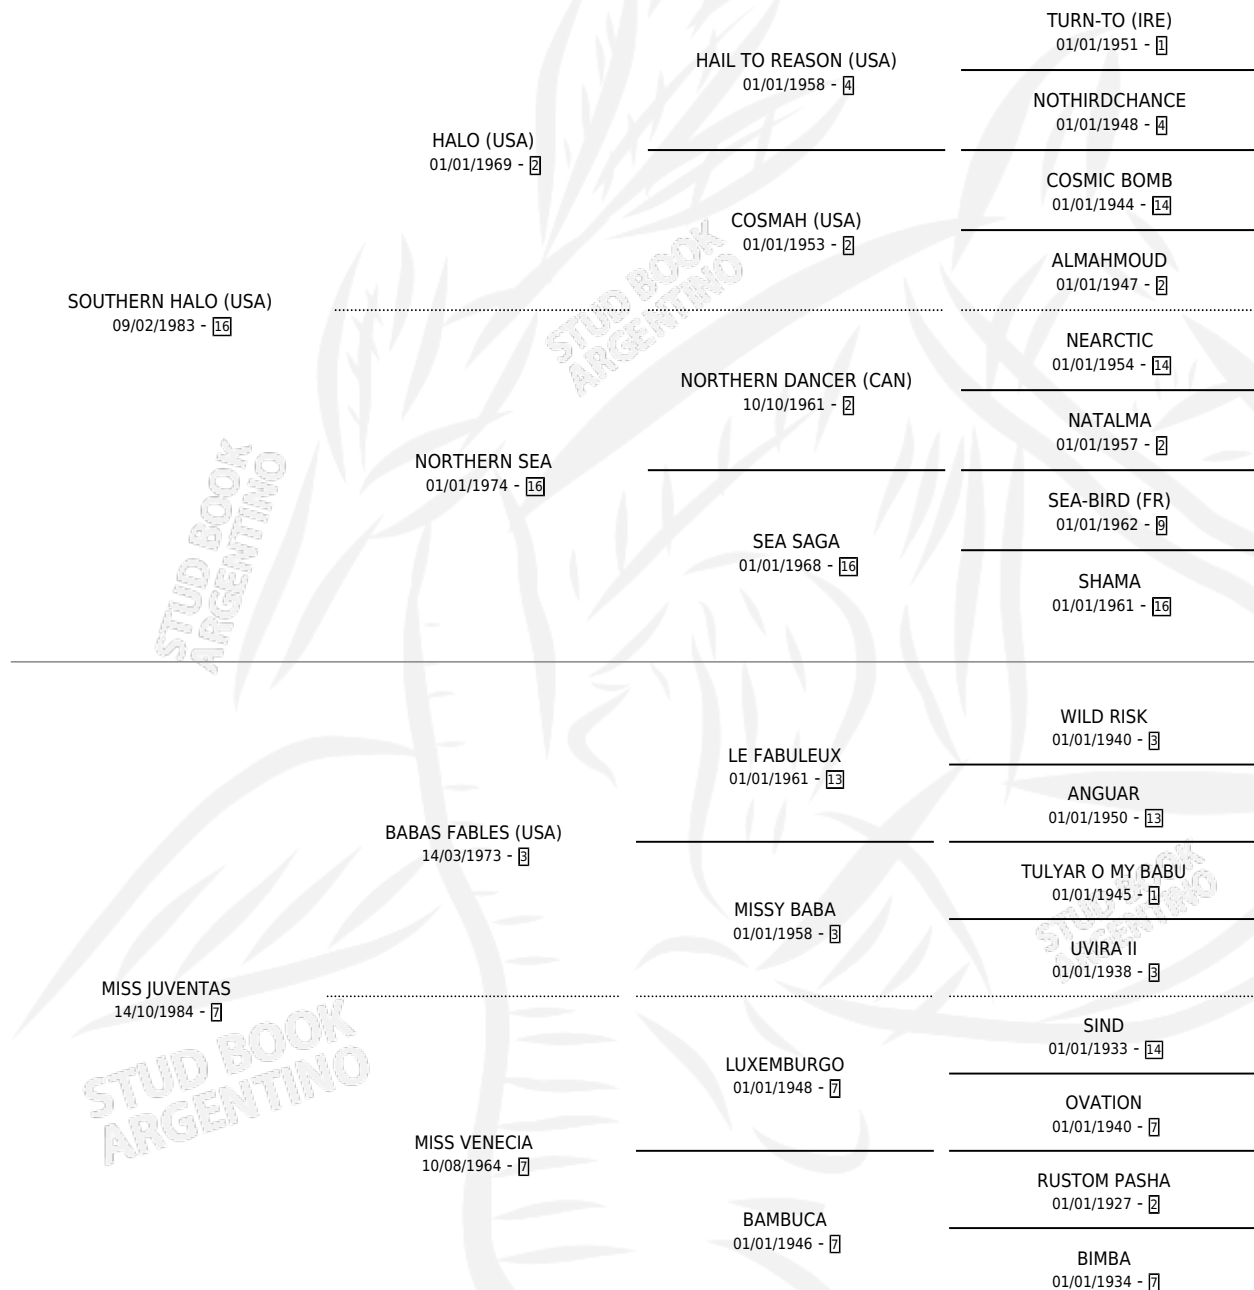 TURN-TO (IRE)
01/01/1951 - 1
HAIL TO REASON (USA)
01/01/1958 - 4
NOTHIRDCHANCE
01/01/1948 - 4
HALO (USA)
01/01/1969 - 2
COSMIC BOMB
01/01/1944 - 14
COSMAH (USA)
01/01/1953 - 2
ALMAHMOUD
01/01/1947 - 2
SOUTHERN HALO (USA)
09/02/1983 - 16
NEARCTIC
01/01/1954 - 14
NORTHERN DANCER (CAN)
10/10/1961 - 2
NATALMA
01/01/1957 - 2
NORTHERN SEA
01/01/1974 - 16
SEA-BIRD (FR)
01/01/1962 - 9
SEA SAGA
01/01/1968 - 16
SHAMA
01/01/1961 - 16
WILD RISK
01/01/1940 - 3
LE FABULEUX
01/01/1961 - 13
ANGUAR
01/01/1950 - 13
BABAS FABLES (USA)
14/03/1973 - 3
TULYAR O MY BABU
01/01/1945 - 1
MISSY BABA
01/01/1958 - 3
UVIRA II
01/01/1938 - 3
MISS JUVENTAS
14/10/1984 - 7
SIND
01/01/1933 - 14
LUXEMBURGO
01/01/1948 - 7
OVATION
01/01/1940 - 7
MISS VENECIA
10/08/1964 - 7
RUSTOM PASHA
01/01/1927 - 2
BAMBUCA
01/01/1946 - 7
BIMBA
01/01/1934 - 7
STUD BOOK
ARGENTINO
STUD BOOK
ARGENTINO
STUD BOOK
ARGENTINO
STUD BOOK
ARGENTINO